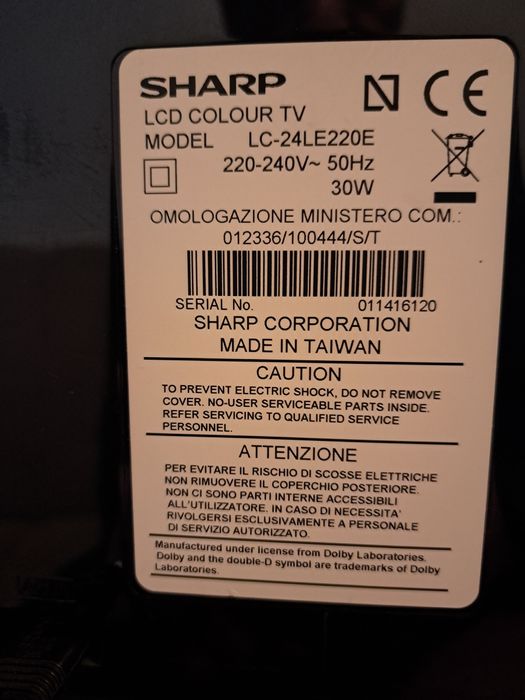 SHARP
LCD COLOUR TV
MODEL LC-24LE220E
220-240V~ 50Hz
30W
OMOLOGAZIONE MINISTERO COM.:
012336/100444/S/T
SERIAL No. 011416120
SHARP CORPORATION
MADE IN TAIWAN
CAUTION
TO PREVENT ELECTRIC SHOCK, DO NOT REMOVE
COVER. NO-USER SERVICEABLE PARTS INSIDE.
REFER SERVICING TO QUALIFIED SERVICE
PERSONNEL.
ATTENZIONE
PER EVITARE IL RISCHIO DI SCOSSE ELETTRICHE
NON RIMUOVERE IL COPERCHIO POSTERIORE.
NON CI SONO PARTI INTERNE ACCESSIBILI
ALL'UTILIZZATORE. IN CASO DI NECESSITA'
RIVOLGERSI ESCLUSIVAMENTE A PERSONALE
DI SERVIZIO AUTORIZZATO.
Manufactured under license from Dolby Laboratories.
Dolby and the double-D symbol are trademarks of Dolby
Laboratories.